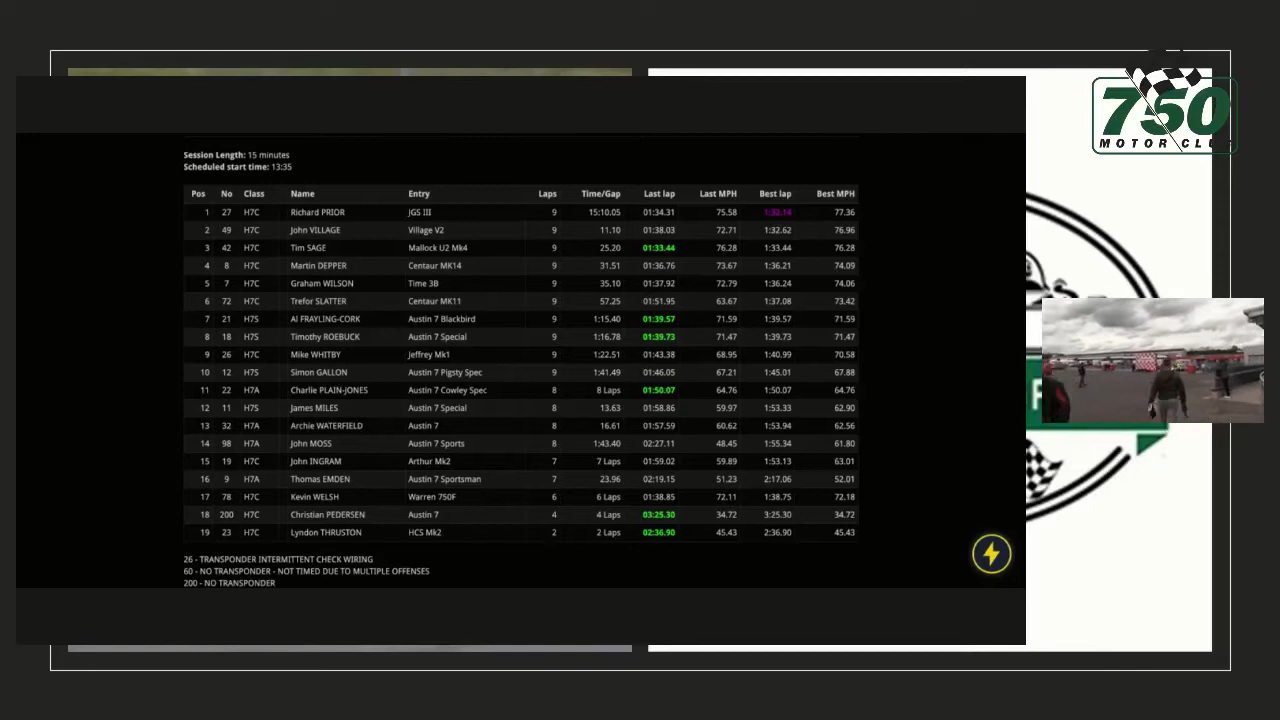 750
MOTOR CLU
Session Length: 15 minutes
Scheduled start time: 13:35
Pos No Class Name Entry Laps Time/Gap Last lap Last MPH Best lap Best MPH
1 27 H7C Richard PRIOR JGS III 9 15:10.05 01:34.31 75.58 1:32.14 77.36
2 49 H7C John VILLAGE Village V2 9 11.10 01:38.03 72.71 1:32.62 76.96
3 42 H7C Tim SAGE Mallock U2 Mk4 9 25.20 01:33.44 76.28 1:33.44 76.28
4 8 H7C Martin DEPPER Centaur MK14 9 31.51 01:36.76 73.67 1:36.21 74.09
5 7 H7C Graham WILSON Time 3B 9 35.10 01:37.92 72.79 1:36.24 74.06
6 72 H7C Trefor SLATTER Centaur MK11 9 57.25 01:51.95 63.67 1:37.08 73.42
7 21 H7S Al FRAYLING-CORK Austin 7 Blackbird 9 1:15.40 01:39.57 71.59 1:39.57 71.59
8 18 H7S Timothy ROEBUCK Austin 7 Special 9 1:16.78 01:39.73 71.47 1:39.73 71.47
9 26 H7C Mike WHITBY Jeffrey Mk1 9 1:22.51 01:43.38 68.95 1:40.99 70.58
10 12 H7S Simon GALLON Austin 7 Pigsty Spec 9 1:41.49 01:46.05 67.21 1:45.01 67.88
11 22 H7A Charlie PLAIN-JONES Austin 7 Cowley Spec 8 8 Laps 01:50.07 64.76 1:50.07 64.76
12 11 H7S James MILES Austin 7 Special 8 13.63 01:58.86 59.97 1:53.33 62.90
13 32 H7A Archie WATERFIELD Austin 7 8 16.61 01:57.59 60.62 1:53.94 62.56
14 98 H7A John MOSS Austin 7 Sports 8 1:43.40 02:27.11 48.45 1:55.34 61.80
15 19 H7C John INGRAM Arthur Mk2 7 7 Laps 01:59.02 59.89 1:53.13 63.01
16 9 H7A Thomas EMDEN Austin 7 Sportsman 7 23.96 02:19.15 51.23 2:17.06 52.01
17 78 H7C Kevin WELSH Warren 750F 6 6 Laps 01:38.85 72.11 1:38.75 72.18
18 200 H7C Christian PEDERSEN Austin 7 4 4 Laps 03:25.30 34.72 3:25.30 34.72
19 23 H7C Lyndon THRUSTON HCS Mk2 2 2 Laps 02:36.90 45.43 2:36.90 45.43
26 - TRANSPONDER INTERMITTENT CHECK WIRING
60 - NO TRANSPONDER - NOT TIMED DUE TO MULTIPLE OFFENSES
200 - NO TRANSPONDER